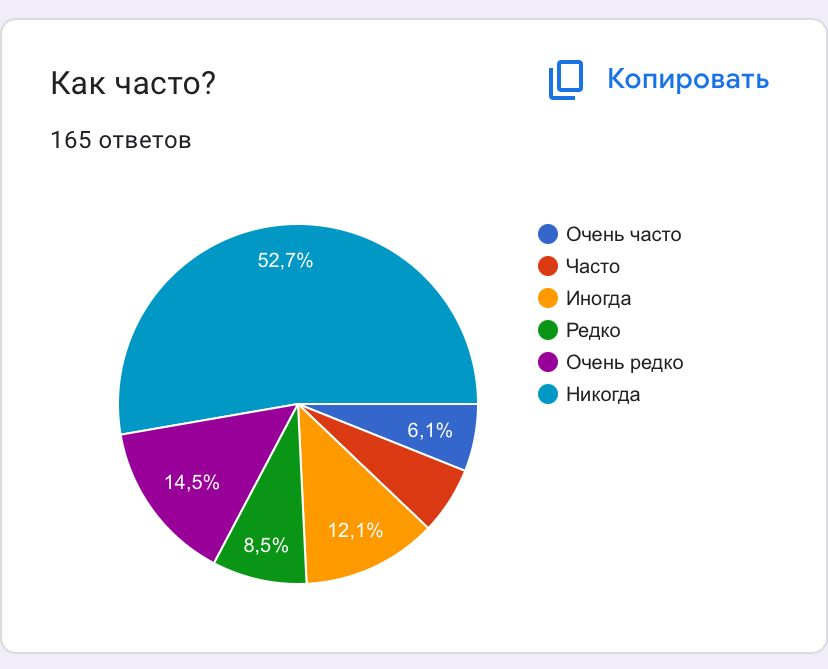 Как часто?
Копировать
165 ответов
52,7%
6,1%
14,5%
12,1%
8,5%
Очень часто
Часто
Иногда
Редко
Очень редко
Никогда